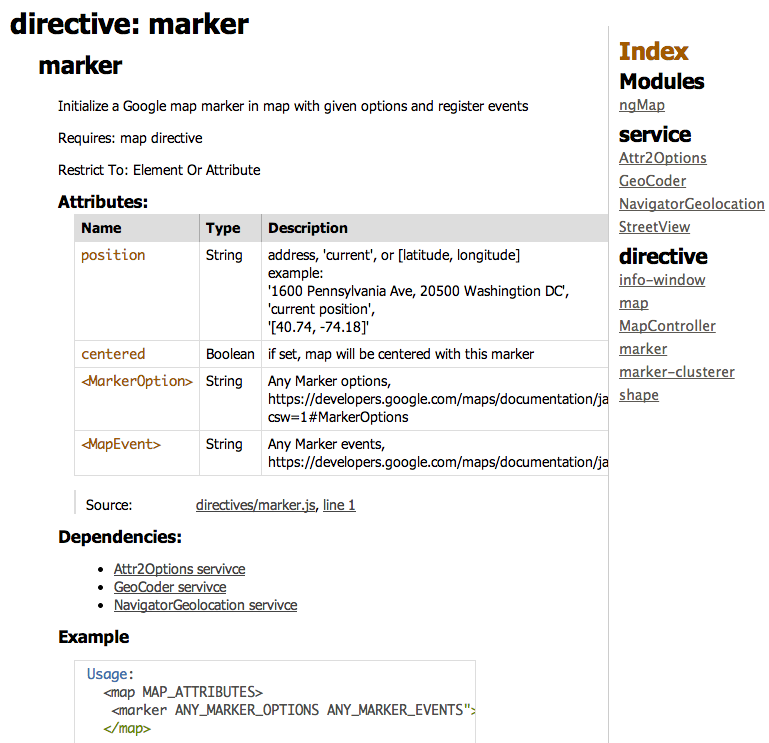 directive: marker
marker
Initialize a Google map marker in map with given options and register events
Requires: map directive
Restrict To: Element Or Attribute
Attributes:
Name Type Description
position String address, 'current', or [latitude, longitude]
example:
'1600 Pennsylvania Ave, 20500 Washingtion DC',
'current position',
'[40.74, -74.18]'
centered Boolean if set, map will be centered with this marker
<MarkerOption> String Any Marker options,
https://developers.google.com/maps/documentation/ja
csw=1#MarkerOptions
<MapEvent> String Any Marker events,
https://developers.google.com/maps/documentation/ja
Source: directives/marker.js, line 1
Dependencies:
• Attr2Options servivce
• GeoCoder servivce
• NavigatorGeolocation servivce
Example
Usage:
<map MAP_ATTRIBUTES>
<marker ANY_MARKER_OPTIONS ANY_MARKER_EVENTS">
</map>
Index
Modules
ngMap
service
Attr2Options
GeoCoder
NavigatorGeolocation
StreetView
directive
info-window
map
MapController
marker
marker-clusterer
shape